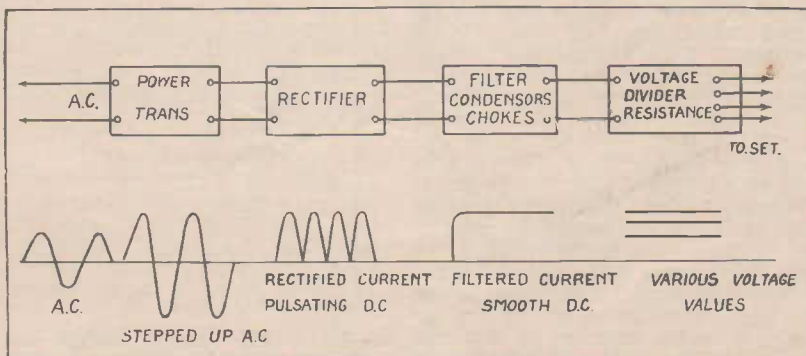 A.C.
POWER
TRANS
RECTIFIER
FILTER
CONDENSORS
CHOKES
VOLTAGE
DIVIDER
RESISTANCE
TO.SET.
A.C.
STEPPED UP A.C
RECTIFIED CURRENT
PULSATING D.C
FILTERED CURRENT
SMOOTH D.C.
VARIOUS VOLTAGE
VALUES